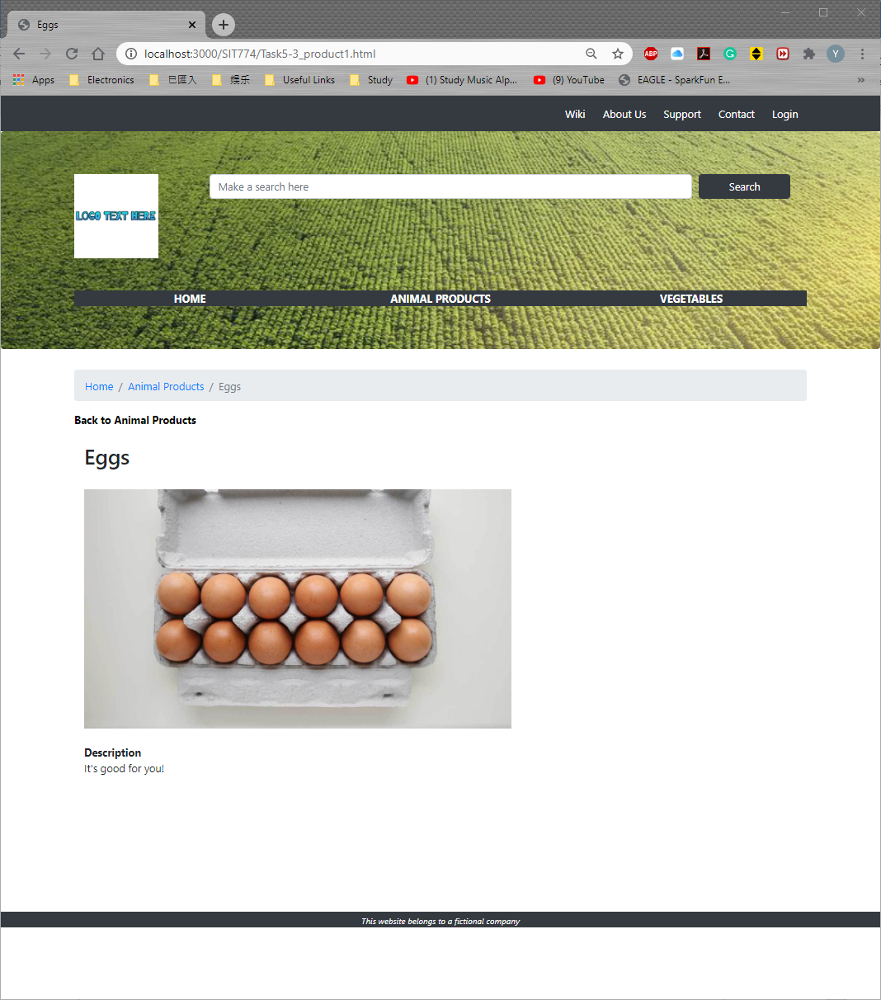 Eggs
localhost:3000/SIT774/Task5-3_product1.html
ABP
Y
Apps Electronics 已匯入 娱乐 Useful Links Study (1) Study Music Alp... (9) YouTube EAGLE - SparkFun E... »
Wiki About Us Support Contact Login
Make a search here Search
LOGO TEXT HERE
HOME ANIMAL PRODUCTS VEGETABLES
Home / Animal Products / Eggs
Back to Animal Products
Eggs
Description
It's good for you!
This website belongs to a fictional company